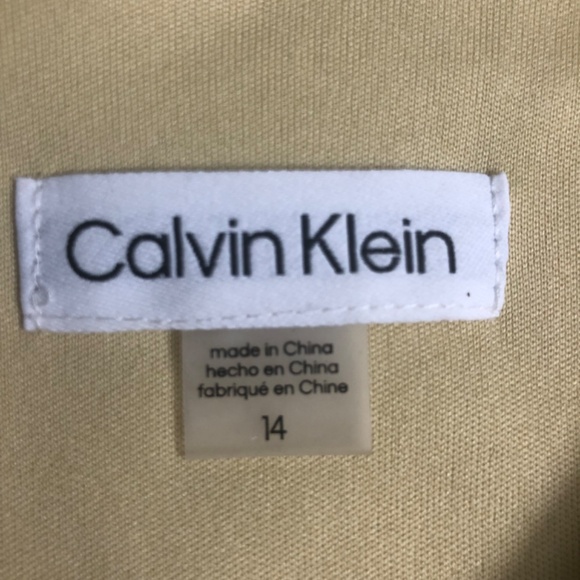 Calvin Klein
made in China
hecho en China
fabriqué en Chine
14